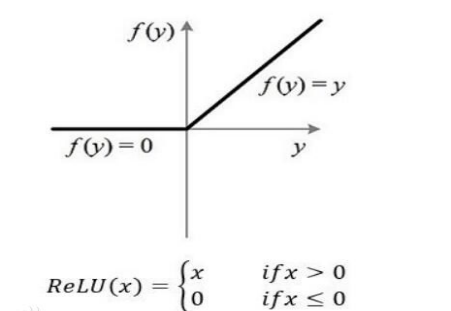 f(y)
f(y) = y
f(y) = 0
y
ReLU(x) = {x if x > 0
0 if x ≤ 0